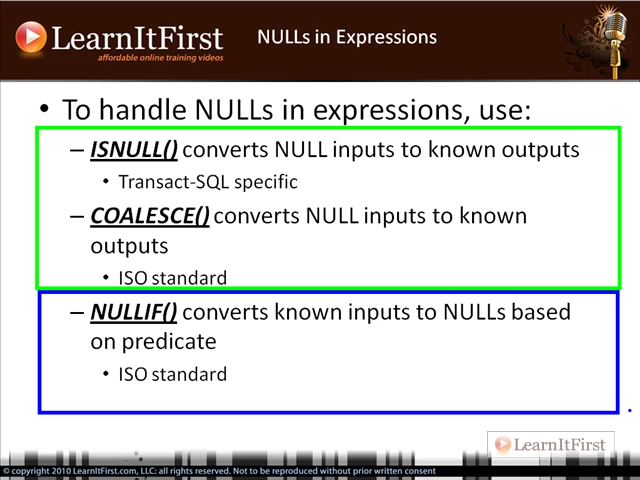 LearnItFirst
affordable online training videos
NULLs in Expressions
• To handle NULLs in expressions, use:
– ISNULL() converts NULL inputs to known outputs
• Transact-SQL specific
– COALESCE() converts NULL inputs to known
outputs
• ISO standard
– NULLIF() converts known inputs to NULLs based
on predicate
• ISO standard
LearnItFirst
© copyright 2010 LearnItFirst.com, LLC: all rights reserved. Not to be reproduced without prior written consent